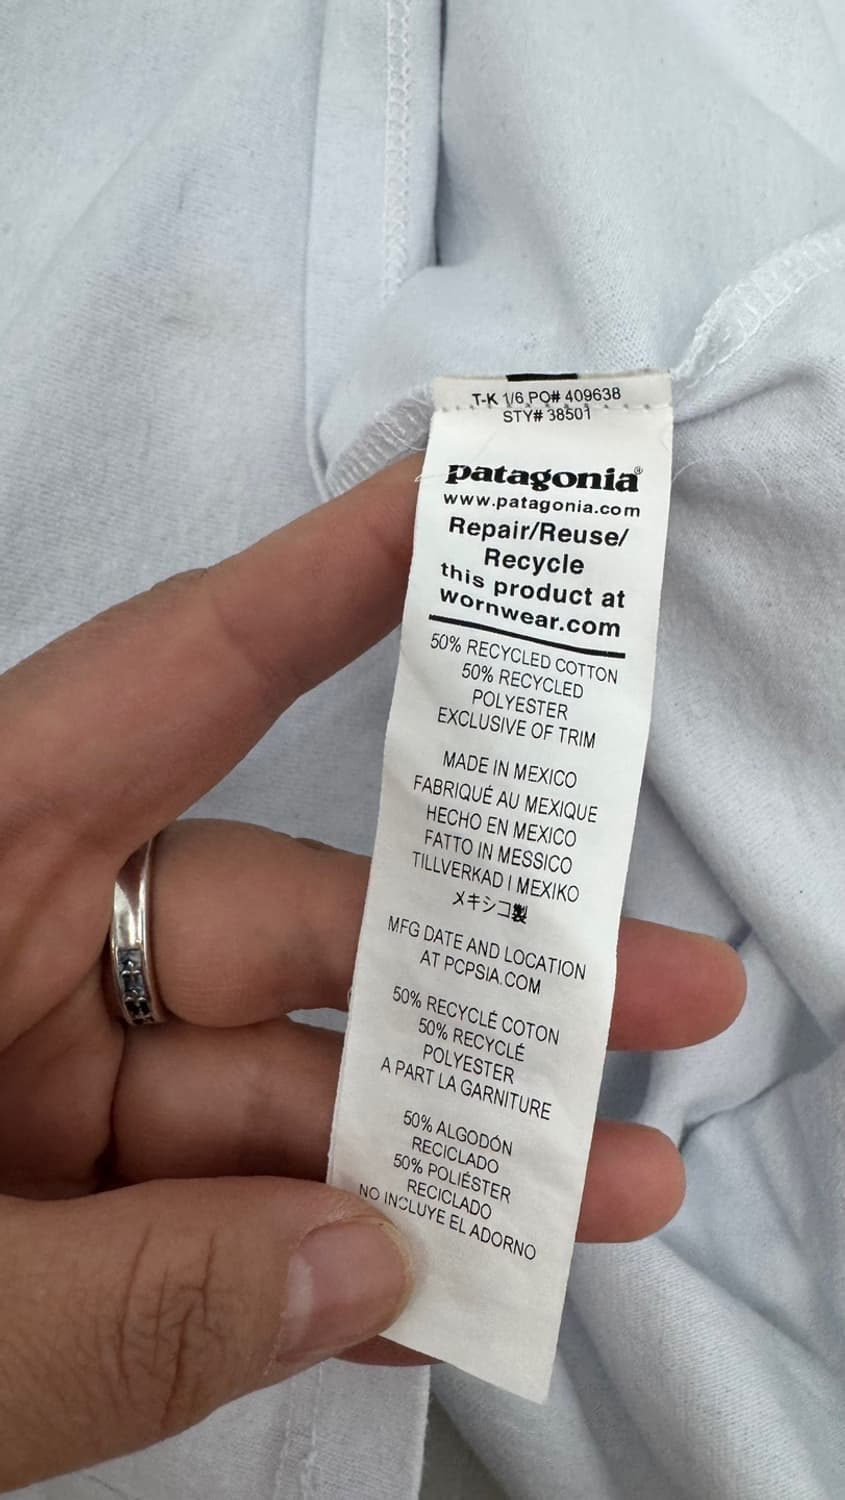 T-K 1/6 PO# 409638
STY# 38501
patagonia®
www.patagonia.com
Repair/Reuse/
Recycle
this product at
wornwear.com
50% RECYCLED COTTON
50% RECYCLED
POLYESTER
EXCLUSIVE OF TRIM
MADE IN MEXICO
FABRIQUÉ AU MEXIQUE
HECHO EN MEXICO
FATTO IN MESSICO
TILLVERKAD I MEXIKO
メキシコ製
MFG DATE AND LOCATION
AT PCPSIA.COM
50% RECYCLÉ COTON
50% RECYCLÉ
POLYESTER
A PART LA GARNITURE
50% ALGODÓN
RECICLADO
50% POLIÉSTER
RECICLADO
NO INCLUYE EL ADORNO